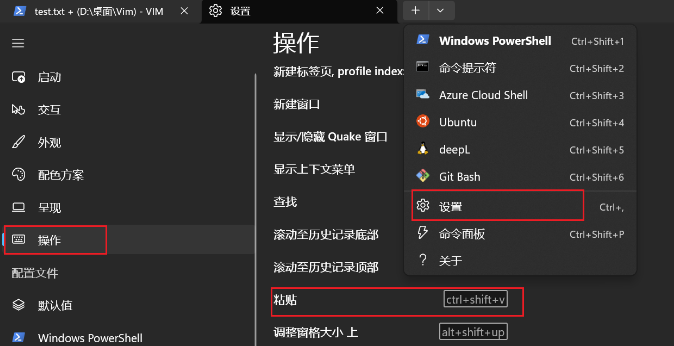 test.txt + (D:\桌面\Vim) - VIM
设置
操作
新建标签页, profile index
新建窗口
显示/隐藏 Quake 窗口
显示上下文菜单
查找
滚动至历史记录底部
滚动至历史记录顶部
粘贴 ctrl+shift+v
调整窗格大小 上 alt+shift+up
启动
交互
外观
配色方案
呈现
操作
配置文件
默认值
Windows PowerShell
Windows PowerShell Ctrl+Shift+1
命令提示符 Ctrl+Shift+2
Azure Cloud Shell Ctrl+Shift+3
Ubuntu Ctrl+Shift+4
deepL Ctrl+Shift+5
Git Bash Ctrl+Shift+6
设置 Ctrl+,
命令面板 Ctrl+Shift+P
关于